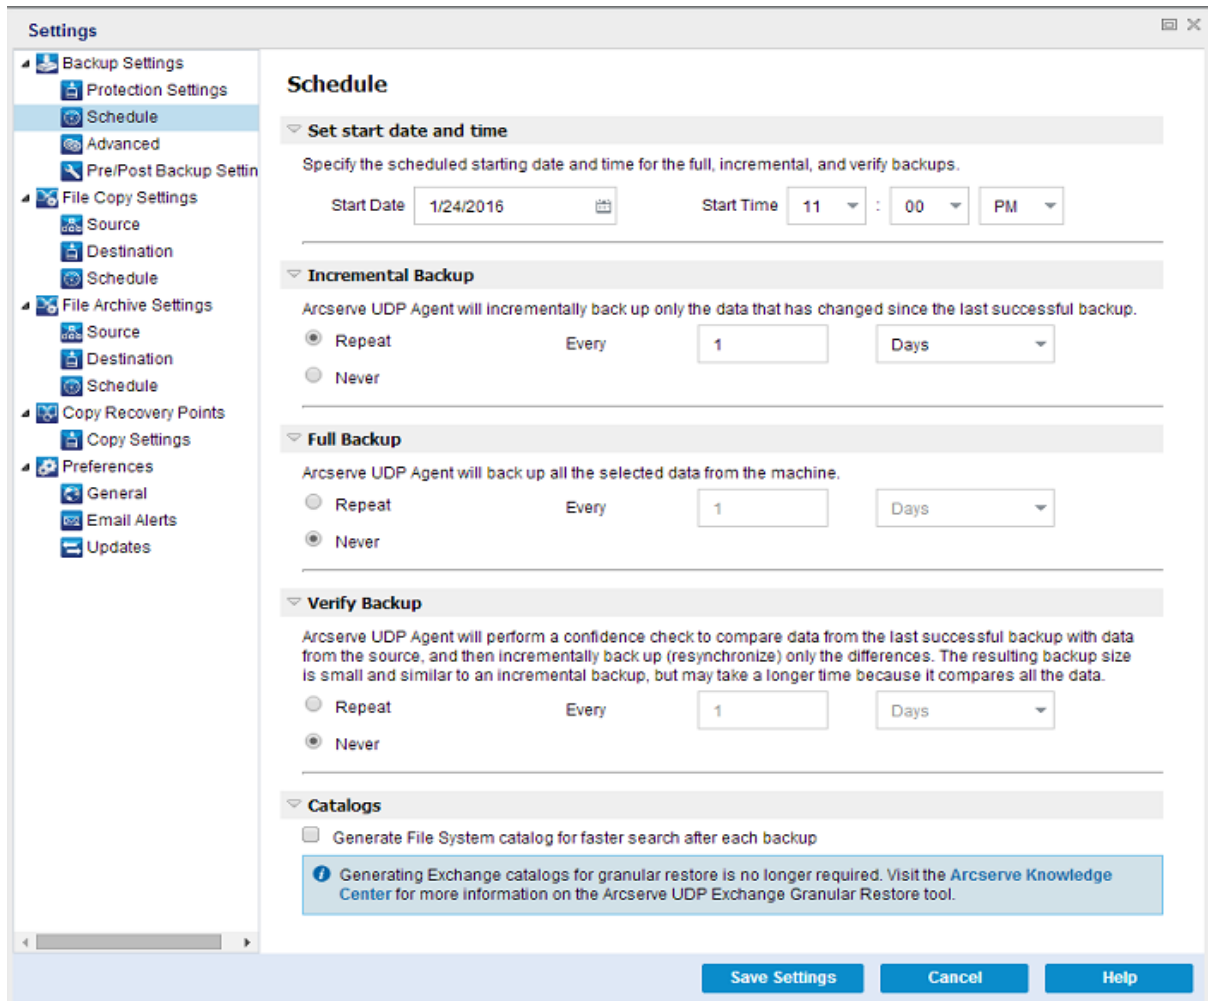 Settings
Backup Settings
Protection Settings
Schedule
Advanced
Pre/Post Backup Settin
File Copy Settings
Source
Destination
Schedule
File Archive Settings
Source
Destination
Schedule
Copy Recovery Points
Copy Settings
Preferences
General
Email Alerts
Updates
Schedule
Set start date and time
Specify the scheduled starting date and time for the full, incremental, and verify backups.
Start Date 1/24/2016 Start Time 11 : 00 PM
Incremental Backup
Arcserve UDP Agent will incrementally back up only the data that has changed since the last successful backup.
Repeat Every 1 Days
Never
Full Backup
Arcserve UDP Agent will back up all the selected data from the machine.
Repeat Every 1 Days
Never
Verify Backup
Arcserve UDP Agent will perform a confidence check to compare data from the last successful backup with data
from the source, and then incrementally back up (resynchronize) only the differences. The resulting backup size
is small and similar to an incremental backup, but may take a longer time because it compares all the data.
Repeat Every 1 Days
Never
Catalogs
Generate File System catalog for faster search after each backup
Generating Exchange catalogs for granular restore is no longer required. Visit the Arcserve Knowledge
Center for more information on the Arcserve UDP Exchange Granular Restore tool.
Save Settings Cancel Help